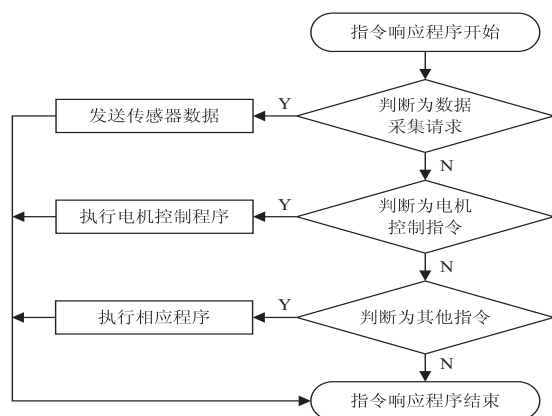 指令响应程序开始
判断为数据
采集请求
Y
发送传感器数据
N
判断为电机
控制指令
Y
执行电机控制程序
N
判断为其他指令
Y
执行相应程序
N
指令响应程序结束